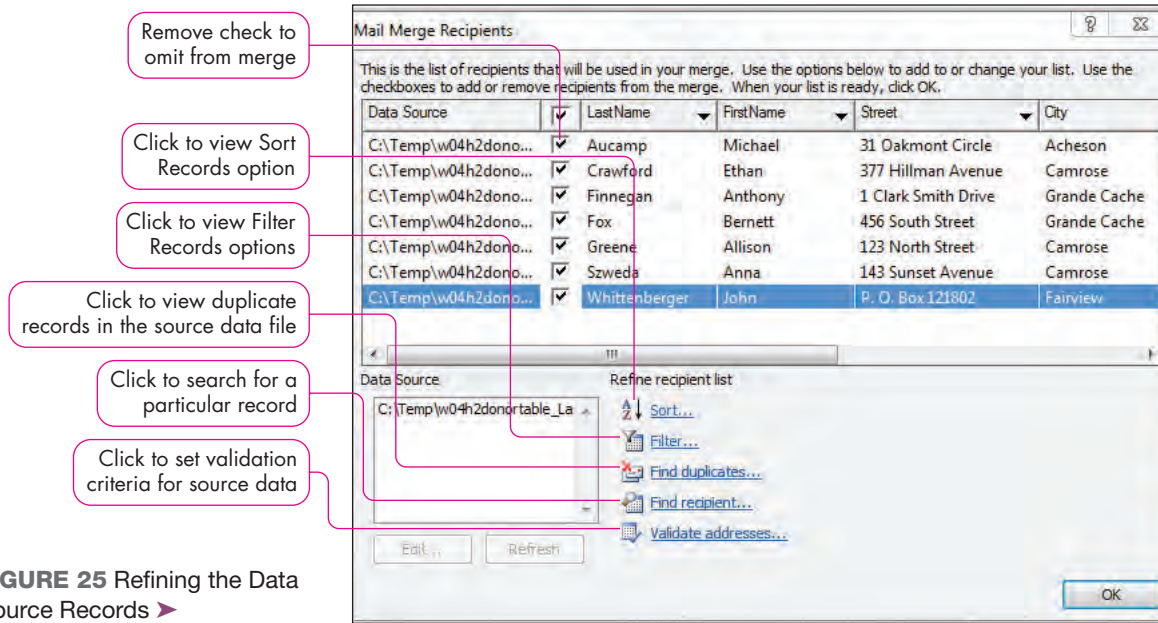 Remove check to
omit from merge
Click to view Sort
Records option
Click to view Filter
Records options
Click to view duplicate
records in the source data file
Click to search for a
particular record
Click to set validation
criteria for source data
Mail Merge Recipients
This is the list of recipients that will be used in your merge. Use the options below to add to or change your list. Use the
checkboxes to add or remove recipients from the merge. When your list is ready, click OK.
Data Source LastName FirstName Street City
C:\Temp\w04h2dono... Aucamp Michael 31 Oakmont Circle Acheson
C:\Temp\w04h2dono... Crawford Ethan 377 Hillman Avenue Camrose
C:\Temp\w04h2dono... Finnegan Anthony 1 Clark Smith Drive Grande Cache
C:\Temp\w04h2dono... Fox Bernett 456 South Street Grande Cache
C:\Temp\w04h2dono... Greene Allison 123 North Street Camrose
C:\Temp\w04h2dono... Szweda Anna 143 Sunset Avenue Camrose
C:\Temp\w04h2dono... Whittenberger John P. O. Box 121802 Fairview
Data Source Refine recipient list
C:\Temp\w04h2donortable_La
Sort...
Filter...
Find duplicates...
Find recipient...
Validate addresses...
Edit... Refresh
OK
GURE 25 Refining the Data
ource Records ➤